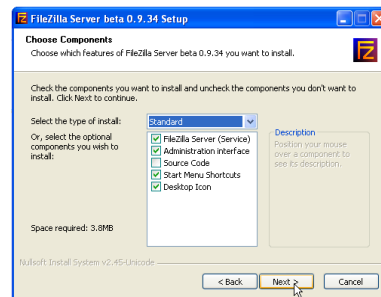 FileZilla Server beta 0.9.34 Setup
Choose Components
Choose which features of FileZilla Server beta 0.9.34 you want to install.
Fz
Check the components you want to install and uncheck the components you don't want to
install. Click Next to continue.
Select the type of install:
Standard
Or, select the optional
components you wish to
install:
FileZilla Server (Service)
Administration interface
Source Code
Start Menu Shortcuts
Desktop Icon
Description
Position your mouse
over a component to
see its description.
Space required: 3.8MB
Nullsoft Install System v2.45-Unicode
< Back
Next >
Cancel